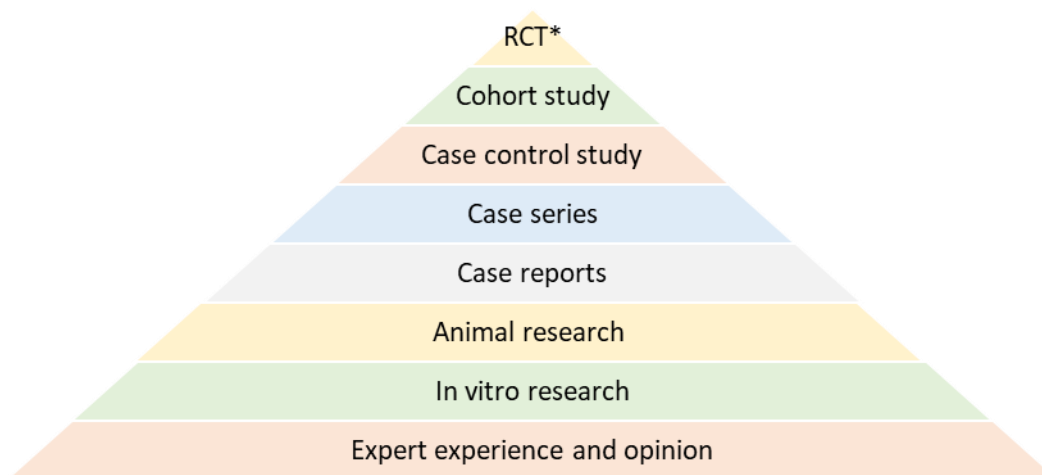 RCT*
Cohort study
Case control study
Case series
Case reports
Animal research
In vitro research
Expert experience and opinion